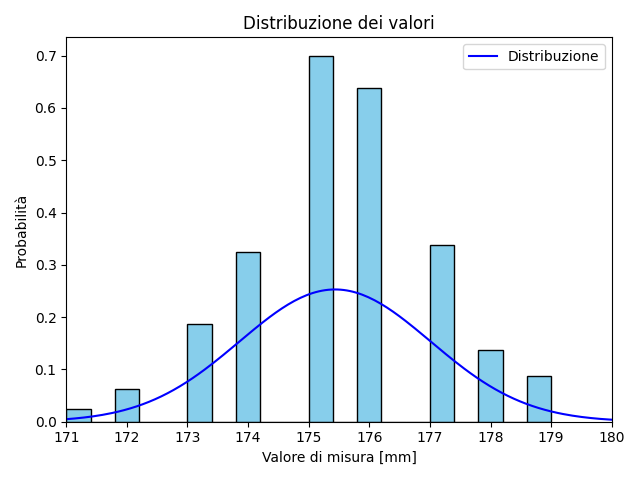 Distribuzione dei valori
Distribuzione
Probabilità
0.7
0.6
0.5
0.4
0.3
0.2
0.1
0.0
171 172 173 174 175 176 177 178 179 180
Valore di misura [mm]